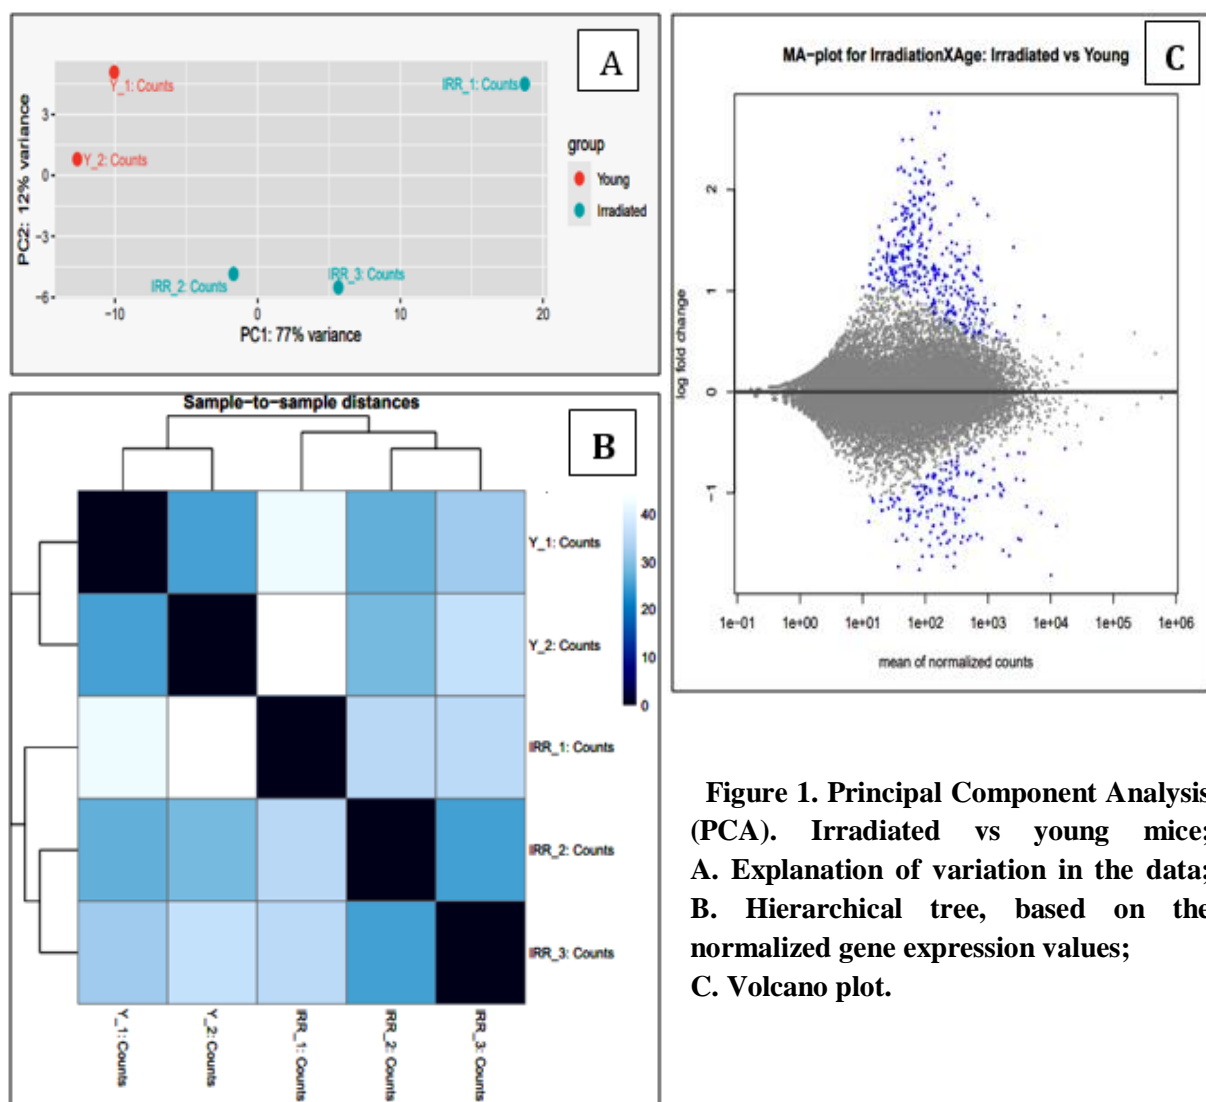 A
PC2: 12% variance
3
0
−3
−6
Y_1: Counts
Y_2: Counts
IRR_1: Counts
IRR_2: Counts
IRR_3: Counts
−10
0
10
20
PC1: 77% variance
group
Young
Irradiated
Sample−to−sample distances
B
40
30
20
10
0
Y_1: Counts
Y_2: Counts
IRR_1: Counts
IRR_2: Counts
IRR_3: Counts
Y_1: Counts
Y_2: Counts
IRR_1: Counts
IRR_2: Counts
IRR_3: Counts
MA−plot for IrradiationXAge: Irradiated vs Young
C
log fold change
2
1
0
−1
1e−01
1e+00
1e+01
1e+02
1e+03
1e+04
1e+05
1e+06
mean of normalized counts
Figure 1. Principal Component Analysis
(PCA). Irradiated vs young mice;
A. Explanation of variation in the data;
B. Hierarchical tree, based on the
normalized gene expression values;
C. Volcano plot.